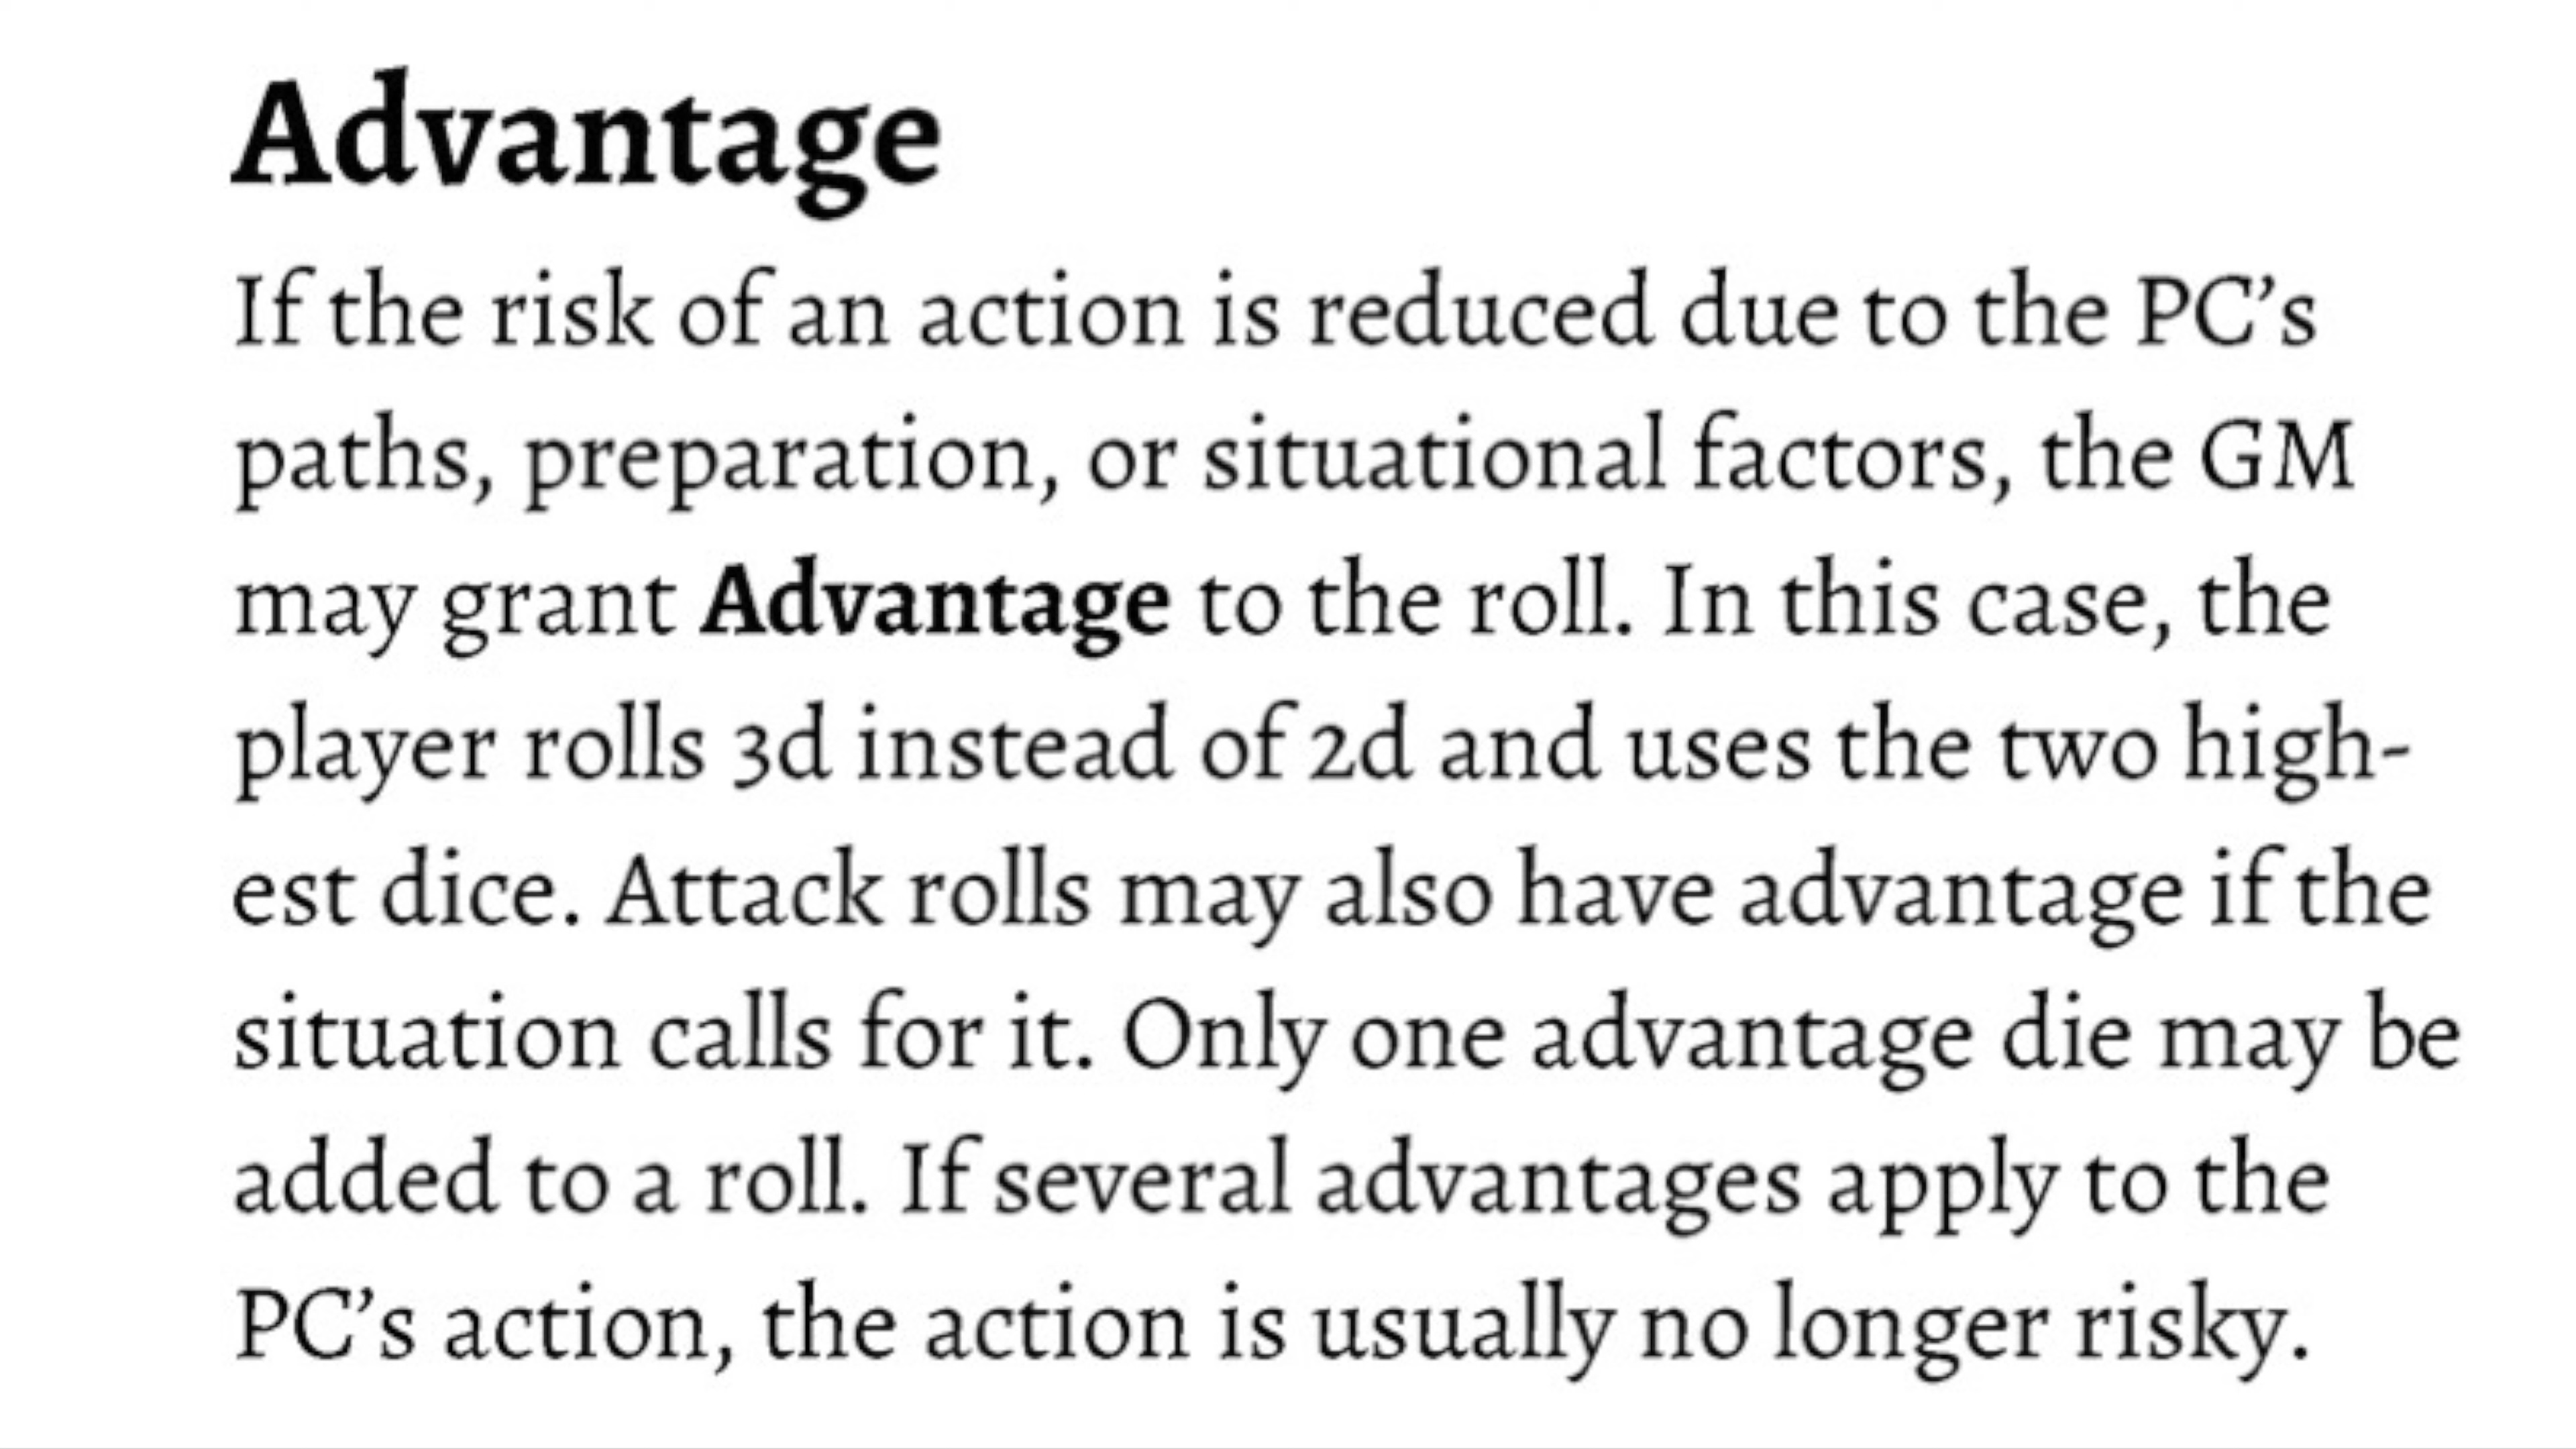 Advantage
If the risk of an action is reduced due to the PC’s
paths, preparation, or situational factors, the GM
may grant Advantage to the roll. In this case, the
player rolls 3d instead of 2d and uses the two high-
est dice. Attack rolls may also have advantage if the
situation calls for it. Only one advantage die may be
added to a roll. If several advantages apply to the
PC’s action, the action is usually no longer risky.